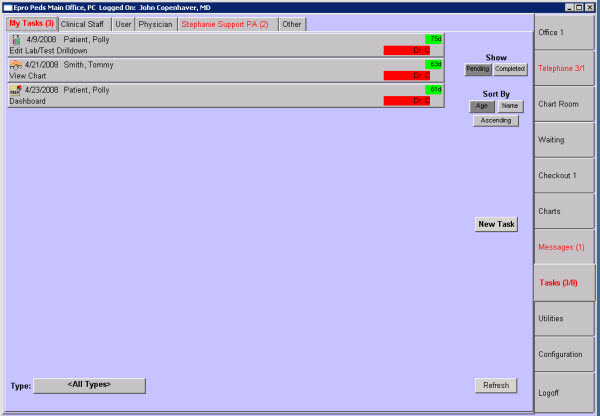 Epro Peds Main Office, PC Logged On: John Copenhaver, MD
My Tasks (3) Clinical Staff User Physician Stephanie Support PA (2) Other
4/9/2008 Patient, Polly 75d
Edit Lab/Test Drilldown Dr. C
4/21/2008 Smith, Tommy 63d
View Chart Dr. C
4/23/2008 Patient, Polly 61d
Dashboard Dr. C
Show
Pending Completed
Sort By
Age Name
Ascending
New Task
Type: <All Types>
Refresh
Office 1
Telephone 3/1
Chart Room
Waiting
Checkout 1
Charts
Messages (1)
Tasks (3/0)
Utilities
Configuration
Logoff